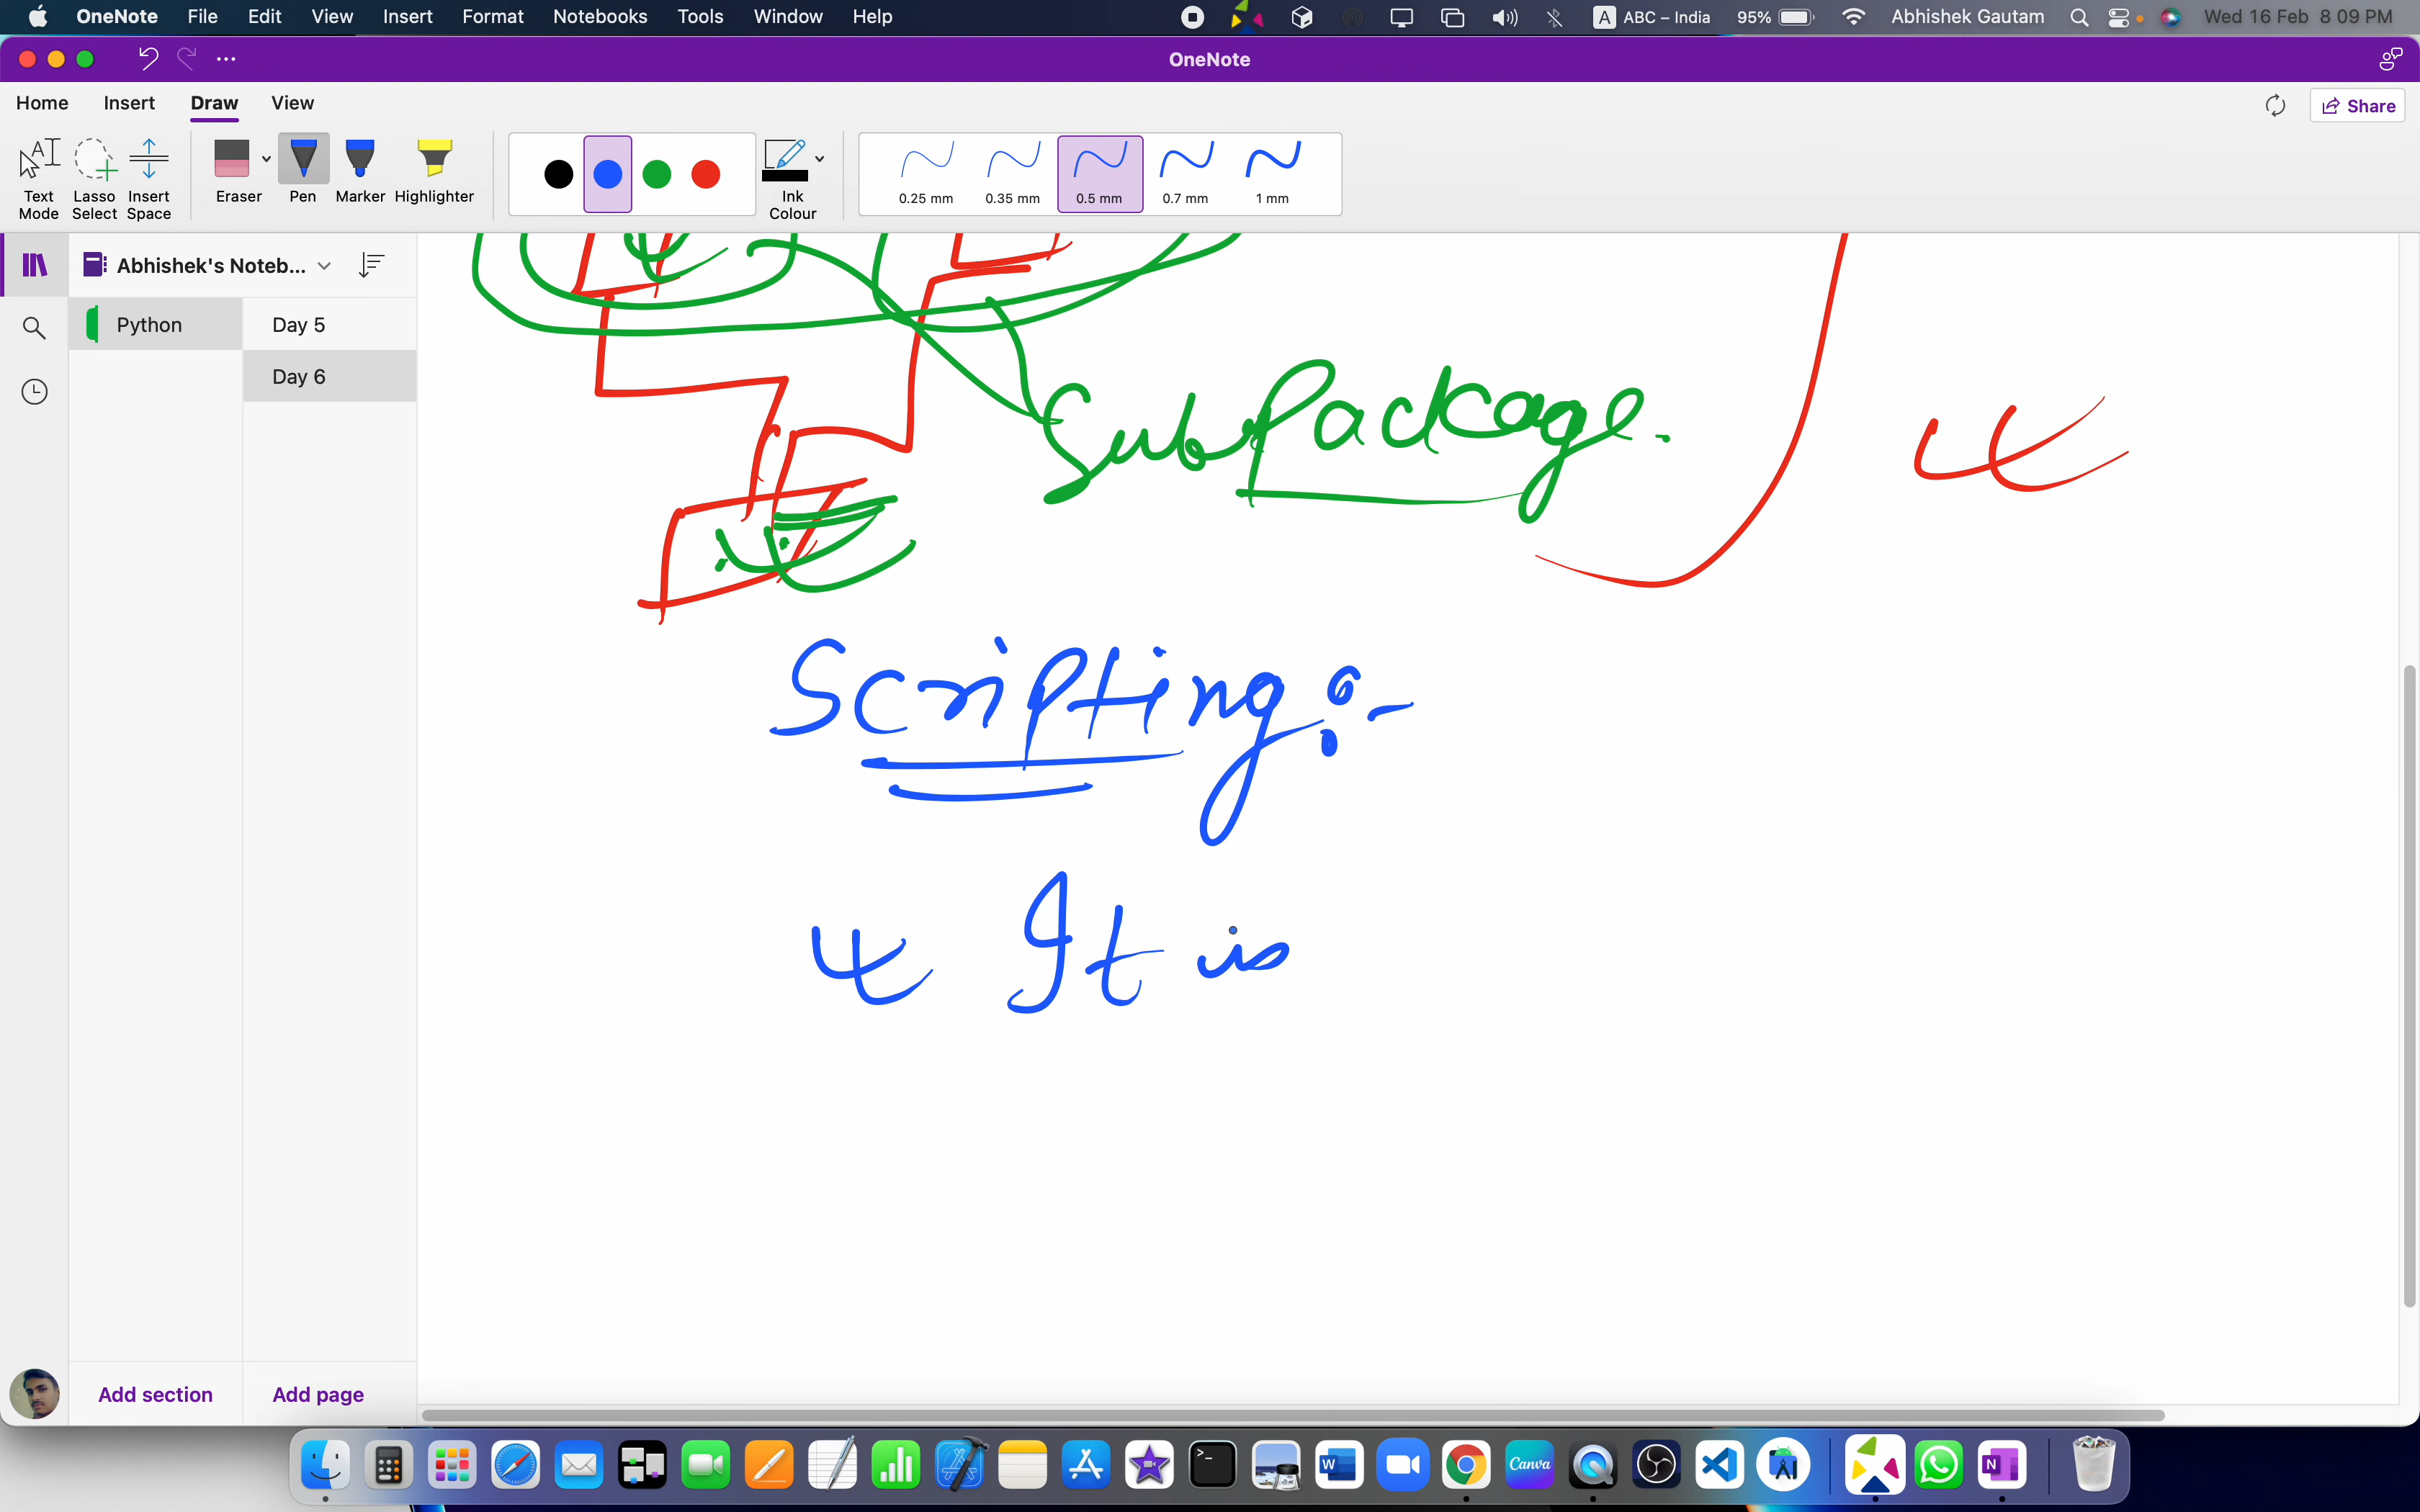 OneNote File Edit View Insert Format Notebooks Tools Window Help A ABC – India 95% Abhishek Gautam Wed 16 Feb 8 09 PM
OneNote
Home Insert Draw View Share
Text Mode Lasso Select Insert Space Eraser Pen Marker Highlighter Ink Colour 0.25 mm 0.35 mm 0.5 mm 0.7 mm 1 mm
Abhishek's Noteb...
Python Day 5
Day 6
SubPackage.
Scripting:-
It is
Add section Add page
W Canva AI N